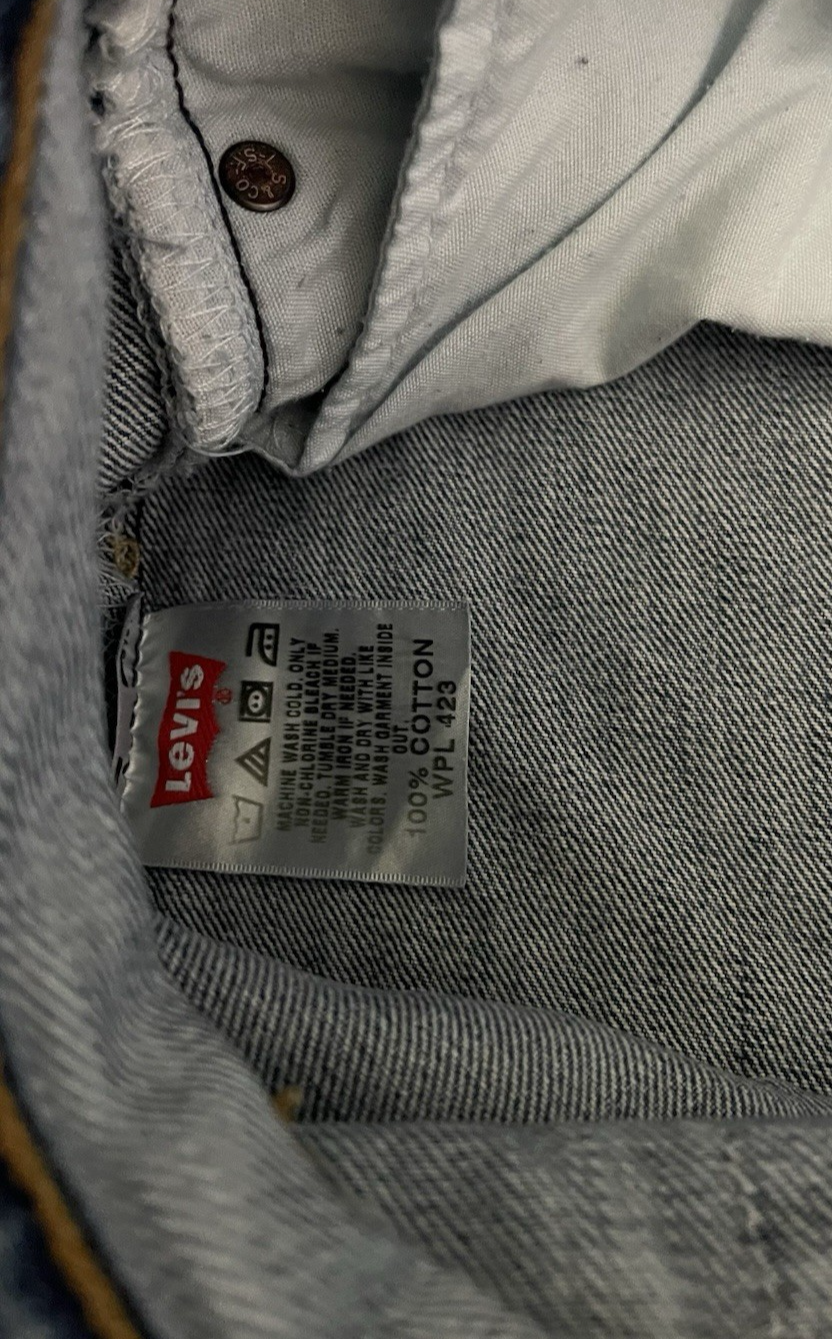 S & CO
-S.F.-
LEVI'S
®
MACHINE WASH COLD. ONLY
NON-CHLORINE BLEACH IF
NEEDED. TUMBLE DRY MEDIUM.
WARM IRON IF NEEDED.
WASH AND DRY WITH LIKE
COLORS. WASH GARMENT INSIDE
OUT.
100% COTTON
WPL 423